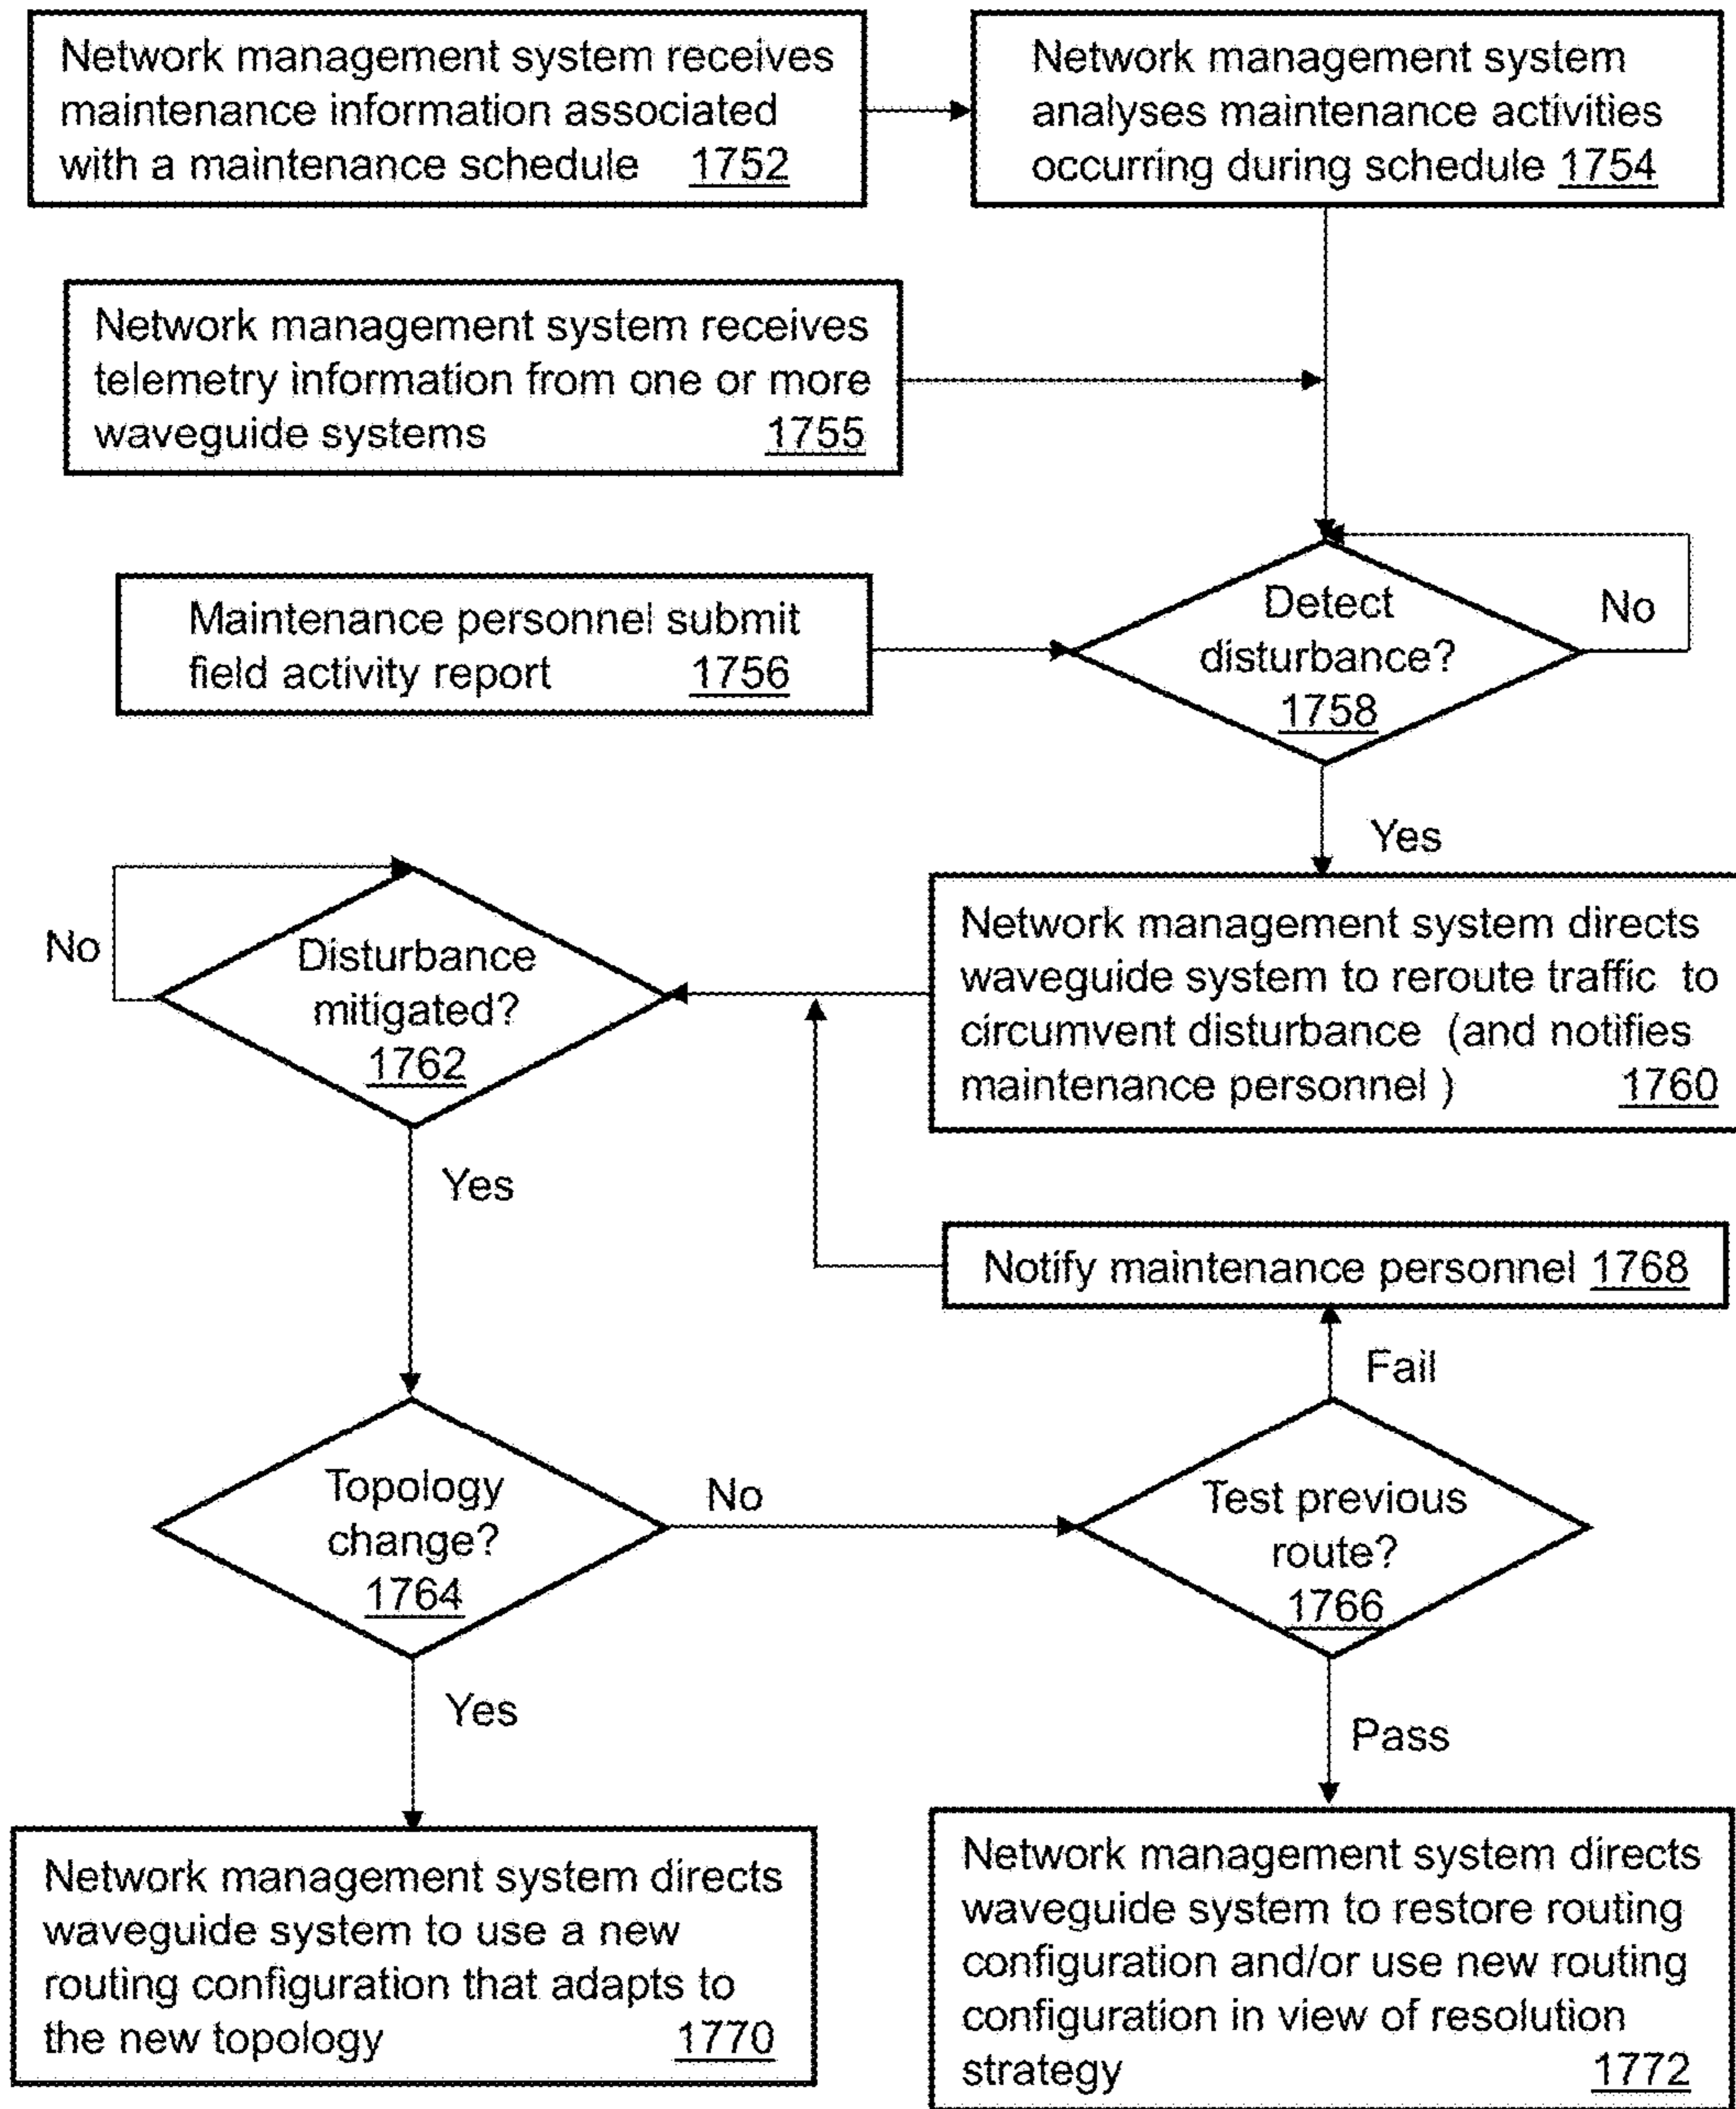 Network management system receives
maintenance information associated
with a maintenance schedule 1752
Network management system
analyses maintenance activities
occurring during schedule 1754
Network management system receives
telemetry information from one or more
waveguide systems 1755
Maintenance personnel submit
field activity report 1756
Detect
disturbance?
1758
No
Yes
Network management system directs
waveguide system to reroute traffic to
circumvent disturbance (and notifies
maintenance personnel ) 1760
Disturbance
mitigated?
1762
No
Yes
Notify maintenance personnel 1768
Fail
Topology
change?
1764
No
Test previous
route?
1766
Yes
Pass
Network management system directs
waveguide system to use a new
routing configuration that adapts to
the new topology 1770
Network management system directs
waveguide system to restore routing
configuration and/or use new routing
configuration in view of resolution
strategy 1772